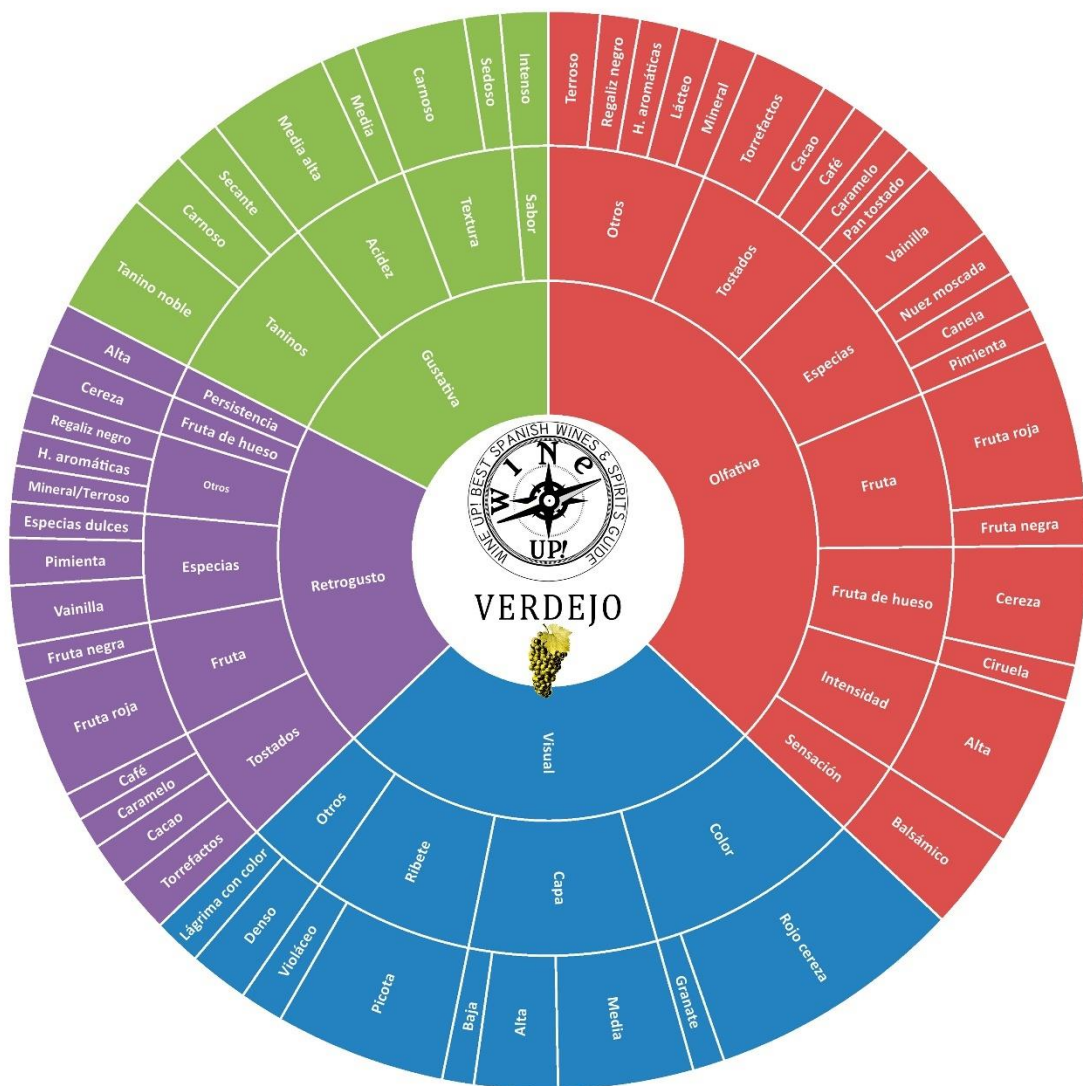 WINE UP! BEST SPANISH WINES & SPIRITS GUIDE
WINe
UP!
VERDEJO
Olfativa
Otros
Terroso
Regaliz negro
H. aromáticas
Lácteo
Mineral
Tostados
Torrefactos
Cacao
Café
Caramelo
Pan tostado
Especias
Vainilla
Nuez moscada
Canela
Pimienta
Fruta
Fruta roja
Fruta negra
Fruta de hueso
Cereza
Ciruela
Intensidad
Alta
Sensación
Balsámico
Visual
Color
Rojo cereza
Granate
Capa
Media
Alta
Baja
Ribete
Picota
Violáceo
Otros
Denso
Lágrima con color
Retrogusto
Tostados
Torrefactos
Cacao
Caramelo
Café
Fruta
Fruta roja
Fruta negra
Especias
Vainilla
Pimienta
Especias dulces
Otros
Mineral/Terroso
H. aromáticas
Regaliz negro
Fruta de hueso
Cereza
Persistencia
Alta
Gustativa
Taninos
Tanino noble
Carnoso
Secante
Acidez
Media alta
Media
Textura
Carnoso
Sedoso
Sabor
Intenso